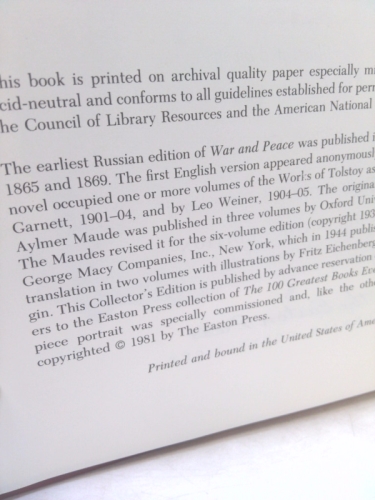 his book is printed on archival quality paper especially m
cid-neutral and conforms to all guidelines established for per
he Council of Library Resources and the American National
The earliest Russian edition of War and Peace was published i
1865 and 1869. The first English version appeared anonymously
novel occupied one or more volumes of the Works of Tolstoy as
Garnett, 1901–04, and by Leo Weiner, 1904–05. The origina
Aylmer Maude was published in three volumes by Oxford Uni
The Maudes revised it for the six-volume edition (copyright 193
George Macy Companies, Inc., New York, which in 1944 publi
translation in two volumes with illustrations by Fritz Eichenberg
gin. This Collector's Edition is published by advance reservation
ers to the Easton Press collection of The 100 Greatest Books Eve
piece portrait was specially commissioned and, like the othe
copyrighted © 1981 by The Easton Press.
Printed and bound in the United States of Ame